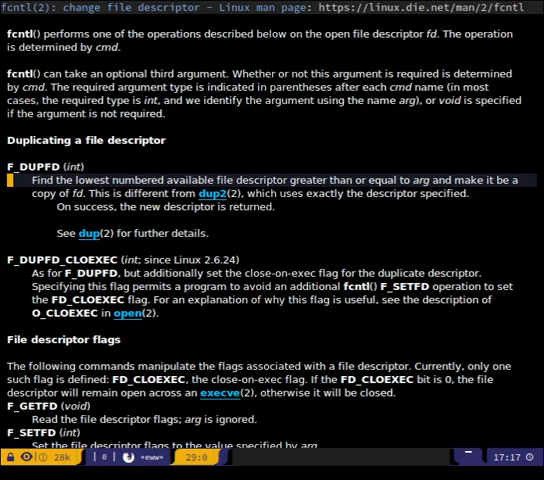 fcntl(2): change file descriptor - Linux man page: https://linux.die.net/man/2/fcntl
fcntl() performs one of the operations described below on the open file descriptor fd. The operation
is determined by cmd.
fcntl() can take an optional third argument. Whether or not this argument is required is determined
by cmd. The required argument type is indicated in parentheses after each cmd name (in most
cases, the required type is int, and we identify the argument using the name arg), or void is specified
if the argument is not required.
Duplicating a file descriptor
F_DUPFD (int)
Find the lowest numbered available file descriptor greater than or equal to arg and make it be a
copy of fd. This is different from dup2(2), which uses exactly the descriptor specified.
On success, the new descriptor is returned.
See dup(2) for further details.
F_DUPFD_CLOEXEC (int; since Linux 2.6.24)
As for F_DUPFD, but additionally set the close-on-exec flag for the duplicate descriptor.
Specifying this flag permits a program to avoid an additional fcntl() F_SETFD operation to set
the FD_CLOEXEC flag. For an explanation of why this flag is useful, see the description of
O_CLOEXEC in open(2).
File descriptor flags
The following commands manipulate the flags associated with a file descriptor. Currently, only one
such flag is defined: FD_CLOEXEC, the close-on-exec flag. If the FD_CLOEXEC bit is 0, the file
descriptor will remain open across an execve(2), otherwise it will be closed.
F_GETFD (void)
Read the file descriptor flags; arg is ignored.
F_SETFD (int)
Set the file descriptor flags to the value specified by arg.
28k | 0 | *eww* 29:0 17:17